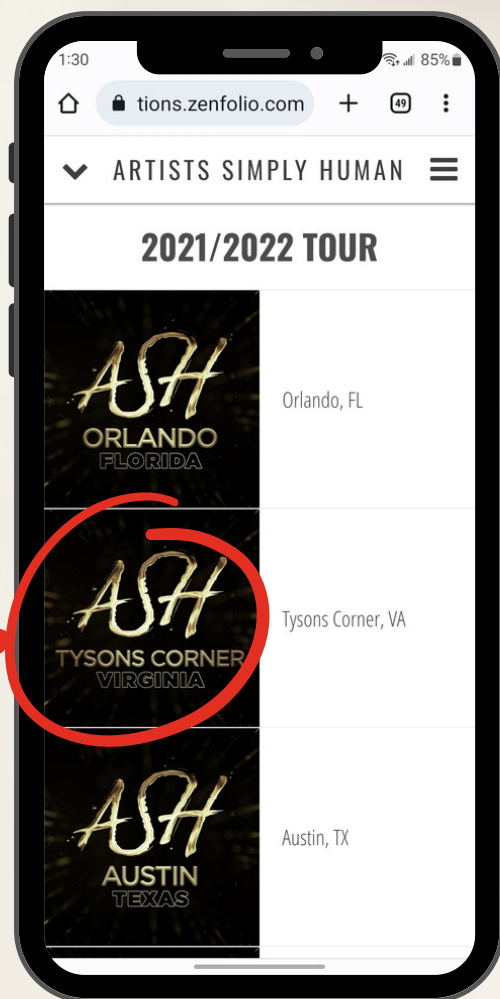 1:30
85%
tions.zenfolio.com
49
ARTISTS SIMPLY HUMAN
2021/2022 TOUR
ASH
ORLANDO
FLORIDA
Orlando, FL
ASH
TYSONS CORNER
VIRGINIA
Tysons Corner, VA
ASH
AUSTIN
TEXAS
Austin, TX